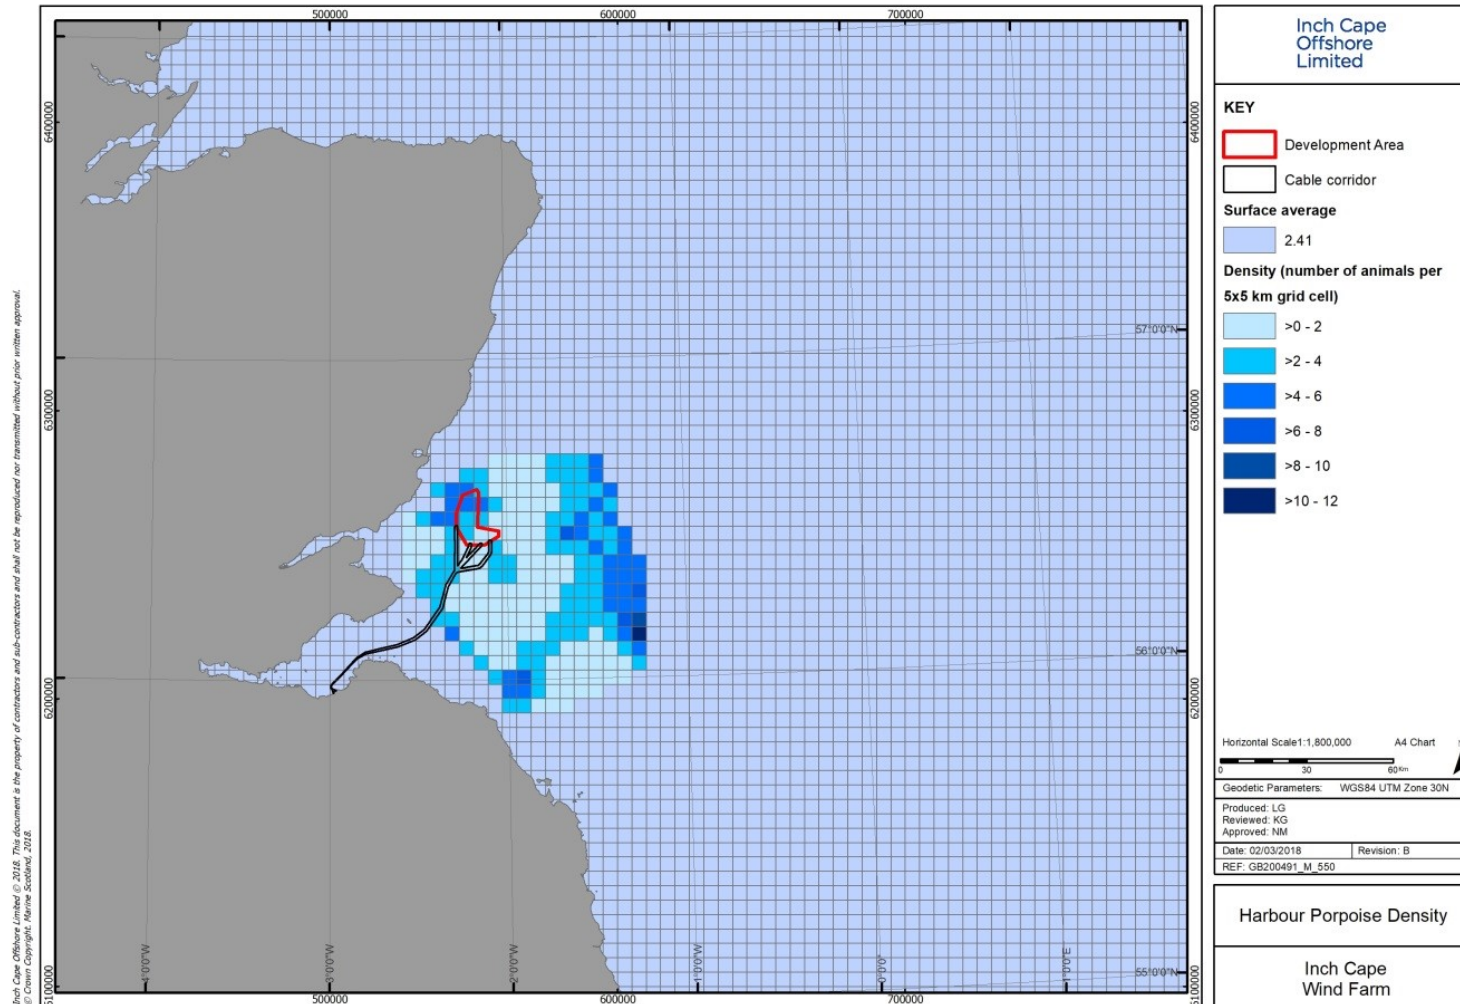 500000
600000
700000
6400000
6300000
6200000
6100000
6400000
6300000
6200000
6100000
57°0'0"N
56°0'0"N
55°0'0"N
4°0'0"W
3°0'0"W
2°0'0"W
1°0'0"W
0°0'0"
1°0'0"E
500000
600000
700000
Inch Cape Offshore Limited © 2018. This document is the property of contractors and sub-contractors and shall not be reproduced nor transmitted without prior written approval.
© Crown Copyright. Marine Scotland, 2018.
Inch Cape
Offshore
Limited
KEY
Development Area
Cable corridor
Surface average
2.41
Density (number of animals per
5x5 km grid cell)
>0 - 2
>2 - 4
>4 - 6
>6 - 8
>8 - 10
>10 - 12
Horizontal Scale1:1,800,000 A4 Chart
0 30 60Km
Geodetic Parameters: WGS84 UTM Zone 30N
Produced: LG
Reviewed: KG
Approved: NM
Date: 02/03/2018 Revision: B
REF: GB200491_M_550
Harbour Porpoise Density
Inch Cape
Wind Farm